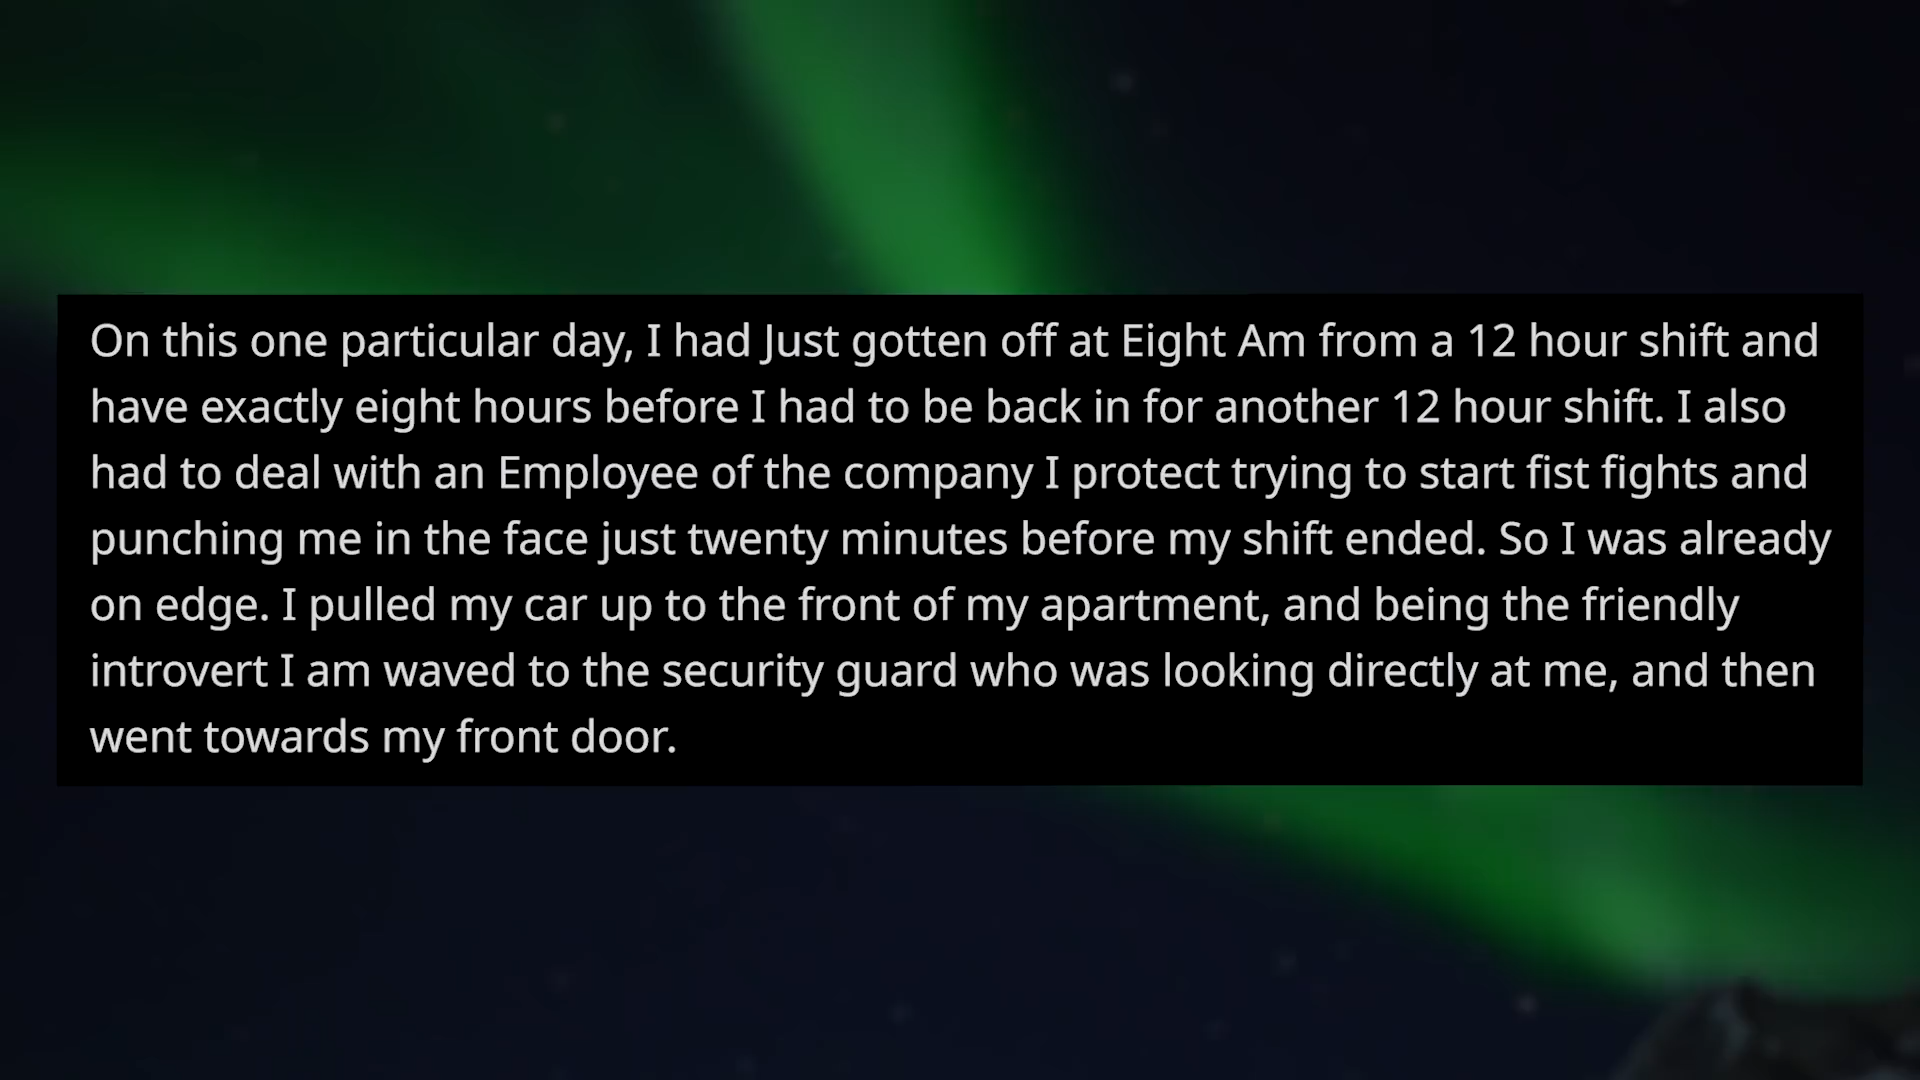 On this one particular day, I had Just gotten off at Eight Am from a 12 hour shift and
have exactly eight hours before I had to be back in for another 12 hour shift. I also
had to deal with an Employee of the company I protect trying to start fist fights and
punching me in the face just twenty minutes before my shift ended. So I was already
on edge. I pulled my car up to the front of my apartment, and being the friendly
introvert I am waved to the security guard who was looking directly at me, and then
went towards my front door.